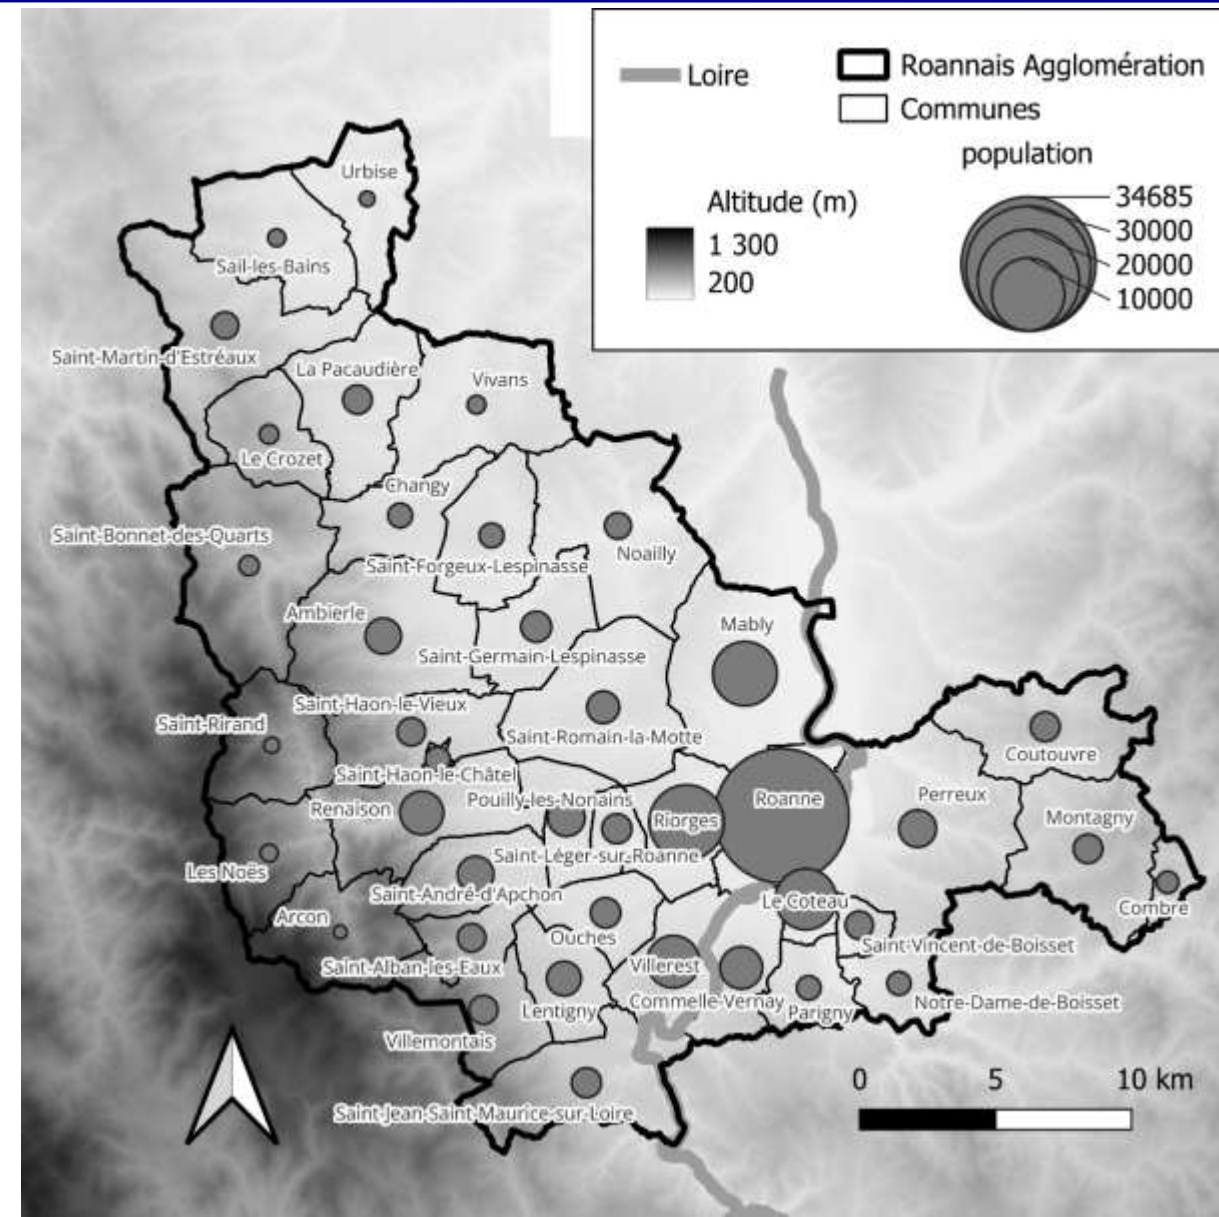 Loire
Roannais Agglomération
Communes
population
34685
30000
20000
10000
Altitude (m)
1 300
200
Urbise
Sail-les-Bains
Saint-Martin-d'Estréaux
La Pacaudière
Vivans
Le Crozet
Changy
Saint-Bonnet-des-Quarts
Noailly
Saint-Forgeux-Lespinasse
Ambierle
Mably
Saint-Germain-Lespinasse
Saint-Haon-le-Vieux
Saint-Rirand
Saint-Romain-la-Motte
Coutouvre
Saint-Haon-le-Châtel
Perreux
Roanne
Pouilly-les-Nonains
Renaison
Riorges
Montagny
Saint-Léger-sur-Roanne
Les Noës
Saint-André-d'Apchon
Le Coteau
Combre
Arcon
Ouches
Saint-Vincent-de-Boisset
Saint-Alban-les-Eaux
Villerest
Commelle-Vernay
Notre-Dame-de-Boisset
Lentigny
Parigny
Villemontais
Saint-Jean-Saint-Maurice-sur-Loire
0 5 10 km